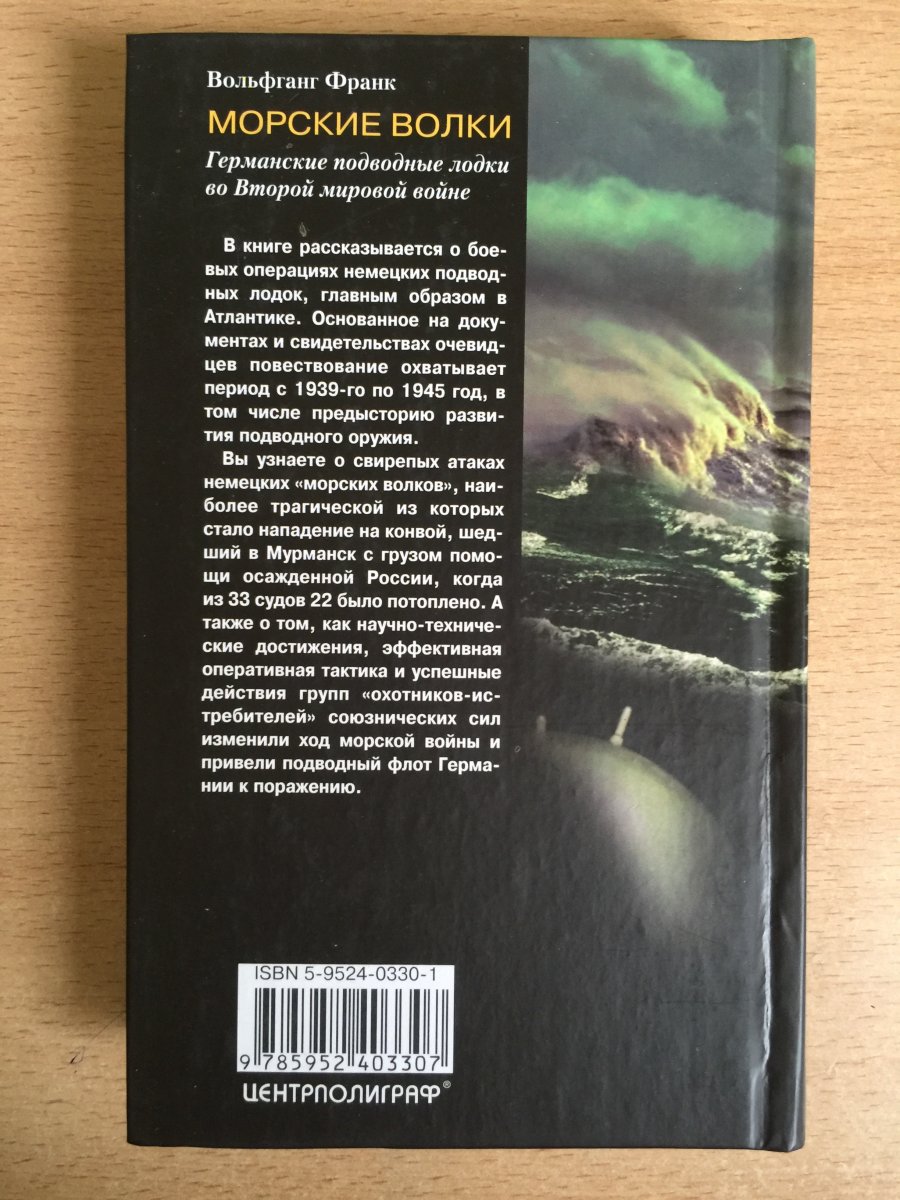 Вольфганг Франк
МОРСКИЕ ВОЛКИ
Германские подводные лодки
во Второй мировой войне
В книге рассказывается о бое-
вых операциях немецких подвод-
ных лодок, главным образом в
Атлантике. Основанное на доку-
ментах и свидетельствах очевид-
цев повествование охватывает
период с 1939-го по 1945 год, в
том числе предысторию разви-
тия подводного оружия.
Вы узнаете о свирепых атаках
немецких «морских волков», наи-
более трагической из которых
стало нападение на конвой, шед-
ший в Мурманск с грузом помо-
щи осажденной России, когда
из 33 судов 22 было потоплено. А
также о том, как научно-техниче-
ские достижения, эффективная
оперативная тактика и успешные
действия групп «охотников-ис-
требителей» союзнических сил
изменили ход морской войны и
привели подводный флот Герма-
нии к поражению.
ISBN 5-9524-0330-1
9 785952 403307
ЦЕНТРПОЛИГРАФ®